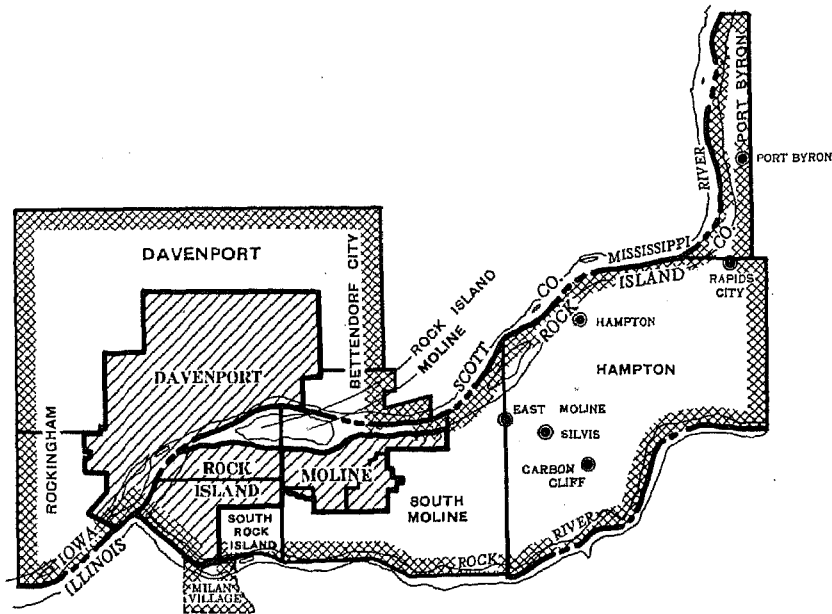 PORT BYRON
PORT BYRON
RIVER
MISSISSIPPI
CO.
ISLAND
RAPIDS
CITY
DAVENPORT
BETTENDORF CITY
ROCK ISLAND
MOLINE
CO.
SCOTT
ROCK
HAMPTON
HAMPTON
DAVENPORT
EAST MOLINE
SILVIS
CARBON
CLIFF
ROCKINGHAM
ROCK
ISLAND
MOLINE
SOUTH
MOLINE
SOUTH
ROCK
ISLAND
IOWA
ILLINOIS
ROCK
RIVER
MILAN
VILLAGE